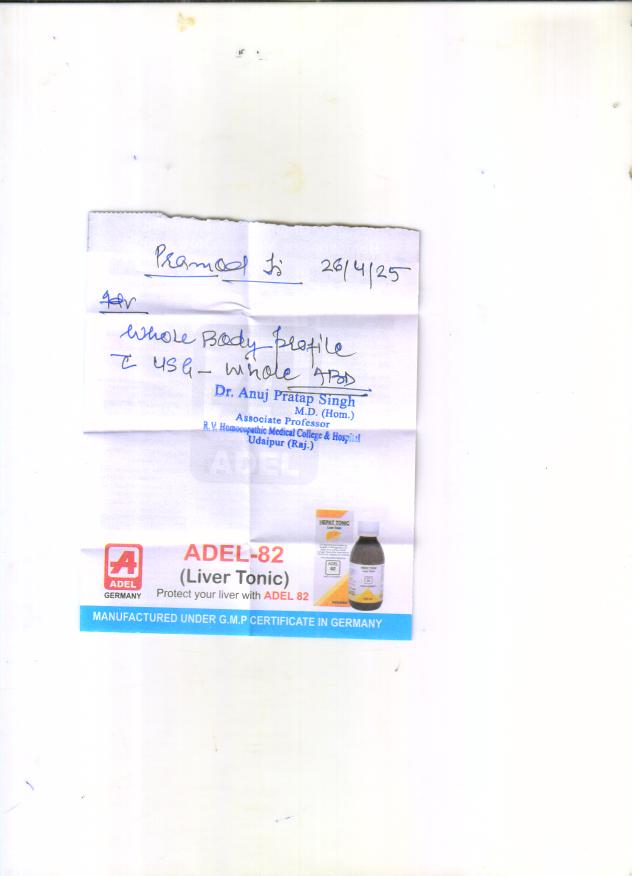 Pramod Ji 26/4/25
Adv
Whole Body profile
c̄ USG - Whole ABD
Dr. Anuj Pratap Singh
M.D. (Hom.)
Associate Professor
R. V. Homoeopathic Medical College & Hospital
Udaipur (Raj.)
ADEL
HEPAT TONIC
ADEL
82
A
ADEL
GERMANY
ADEL-82
(Liver Tonic)
Protect your liver with ADEL 82
MANUFACTURED UNDER G.M.P CERTIFICATE IN GERMANY